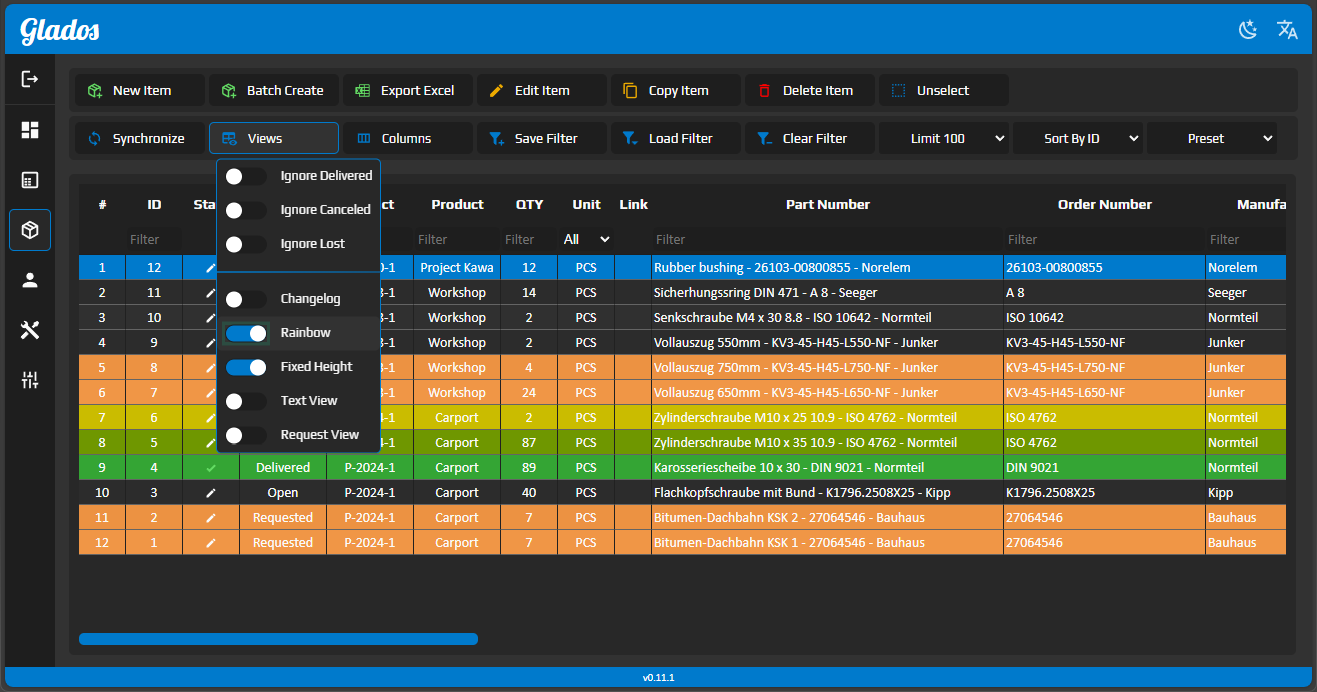 Glados
New Item Batch Create Export Excel Edit Item Copy Item Delete Item Unselect
Synchronize Views Columns Save Filter Load Filter Clear Filter Limit 100 Sort By ID Preset
Ignore Delivered
Ignore Canceled
Ignore Lost
Changelog
Rainbow
Fixed Height
Text View
Request View
# ID Sta ct Product QTY Unit Link Part Number Order Number Manufa
Filter Filter Filter All Filter Filter Filter
1 12 -1 Project Kawa 12 PCS Rubber bushing - 26103-00800855 - Norelem 26103-00800855 Norelem
2 11 -1 Workshop 14 PCS Sicherhungssring DIN 471 - A 8 - Seeger A 8 Seeger
3 10 -1 Workshop 2 PCS Senkschraube M4 x 30 8.8 - ISO 10642 - Normteil ISO 10642 Normteil
4 9 -1 Workshop 2 PCS Vollauszug 550mm - KV3-45-H45-L550-NF - Junker KV3-45-H45-L550-NF Junker
5 8 -1 Workshop 4 PCS Vollauszug 750mm - KV3-45-H45-L750-NF - Junker KV3-45-H45-L750-NF Junker
6 7 -1 Workshop 24 PCS Vollauszug 650mm - KV3-45-H45-L650-NF - Junker KV3-45-H45-L650-NF Junker
7 6 -1 Carport 2 PCS Zylinderschraube M10 x 25 10.9 - ISO 4762 - Normteil ISO 4762 Normteil
8 5 -1 Carport 87 PCS Zylinderschraube M10 x 35 10.9 - ISO 4762 - Normteil ISO 4762 Normteil
9 4 Delivered P-2024-1 Carport 89 PCS Karosseriescheibe 10 x 30 - DIN 9021 - Normteil DIN 9021 Normteil
10 3 Open P-2024-1 Carport 40 PCS Flachkopfschraube mit Bund - K1796.2508X25 - Kipp K1796.2508X25 Kipp
11 2 Requested P-2024-1 Carport 7 PCS Bitumen-Dachbahn KSK 2 - 27064546 - Bauhaus 27064546 Bauhaus
12 1 Requested P-2024-1 Carport 7 PCS Bitumen-Dachbahn KSK 1 - 27064546 - Bauhaus 27064546 Bauhaus
v0.11.1